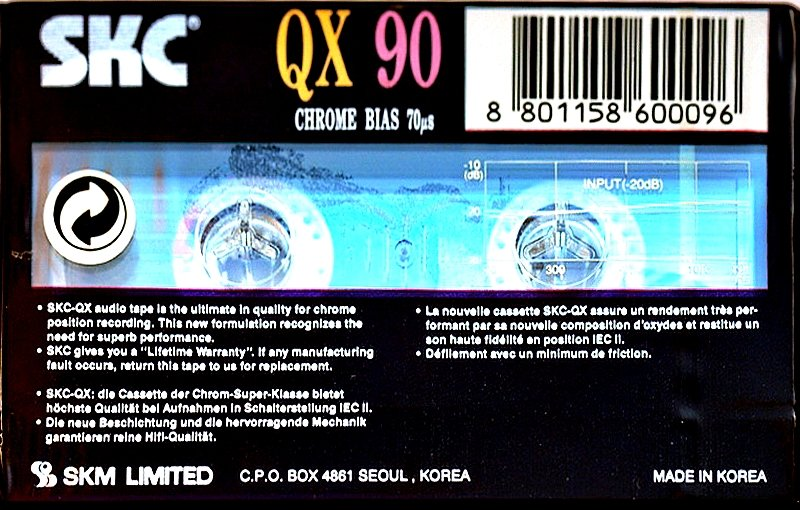 SKC
QX 90
CHROME BIAS 70µs
8 801158 600096
-10
(dB)
INPUT(-20dB)
300
• SKC-QX audio tape is the ultimate in quality for chrome
position recording. This new formulation recognizes the
need for superb performance.
• SKC gives you a "Lifetime Warranty". If any manufacturing
fault occurs, return this tape to us for replacement.
• SKC-QX: die Cassette der Chrom-Super-Klasse bietet
höchste Qualität bei Aufnahmen in Schalterstellung IEC II.
• Die neue Beschichtung und die hervorragende Mechanik
garantieren reine Hifi-Qualität.
• La nouvelle cassette SKC-QX assure un rendement très per-
formant par sa nouvelle composition d'oxydes et restitue un
son haute fidélité en position IEC II.
• Défilement avec un minimum de friction.
SKM LIMITED C.P.O. BOX 4861 SEOUL , KOREA MADE IN KOREA